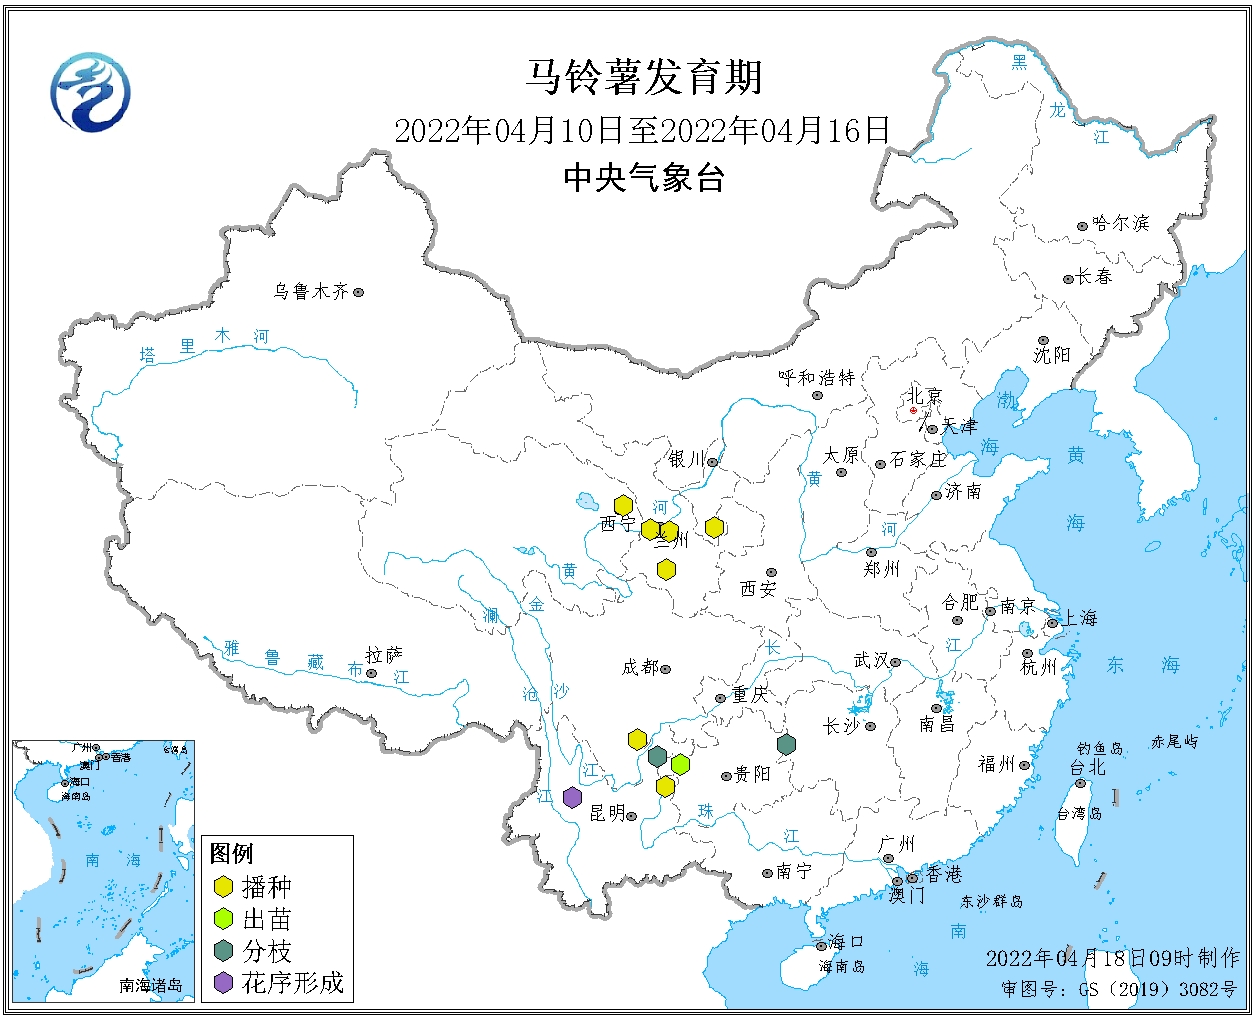 马铃薯发育期
2022年04月10日至2022年04月16日
中央气象台
黑
龙
江
哈尔滨
长春
沈阳
乌鲁木齐
塔里木河
呼和浩特
北京
天津
渤
海
银川
太原
石家庄
黄
济南
黄
海
西宁
河
兰州
河
郑州
西安
黄
澜
金
合肥
南京
上海
雅鲁藏布江
拉萨
成都
长
武汉
江
杭州
东海
沧
沙
重庆
长沙
南昌
钓鱼岛
赤尾屿
福州
台北
台湾岛
江
贵阳
江
昆明
珠
江
广州
南宁
香港
澳门
东沙群岛
海口
海南岛
南
海
广州
香港
澳门
海口
海南岛
台湾岛
南海
南海诸岛
图例
播种
出苗
分枝
花序形成
2022年04月18日09时制作
审图号: GS（2019）3082号